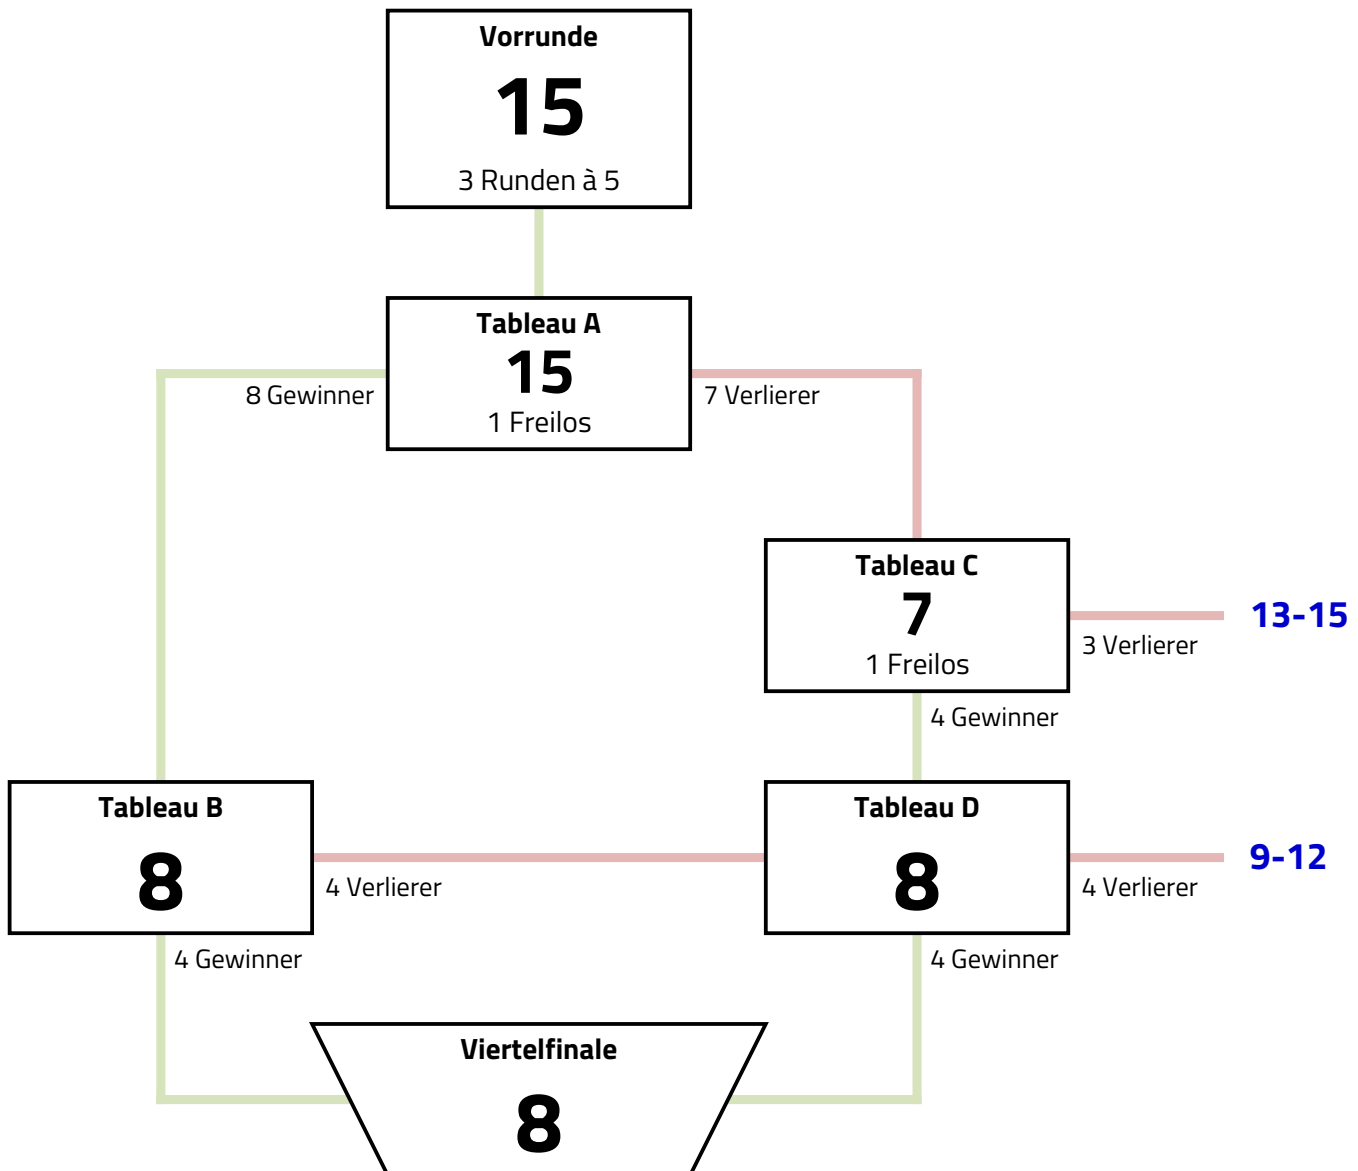 Vorrunde
15
3 Runden à 5
Tableau A
15
1 Freilos
8 Gewinner
7 Verlierer
Tableau C
7
1 Freilos
13-15
3 Verlierer
4 Gewinner
Tableau B
8
4 Verlierer
4 Gewinner
Tableau D
8
9-12
4 Verlierer
4 Gewinner
Viertelfinale
8